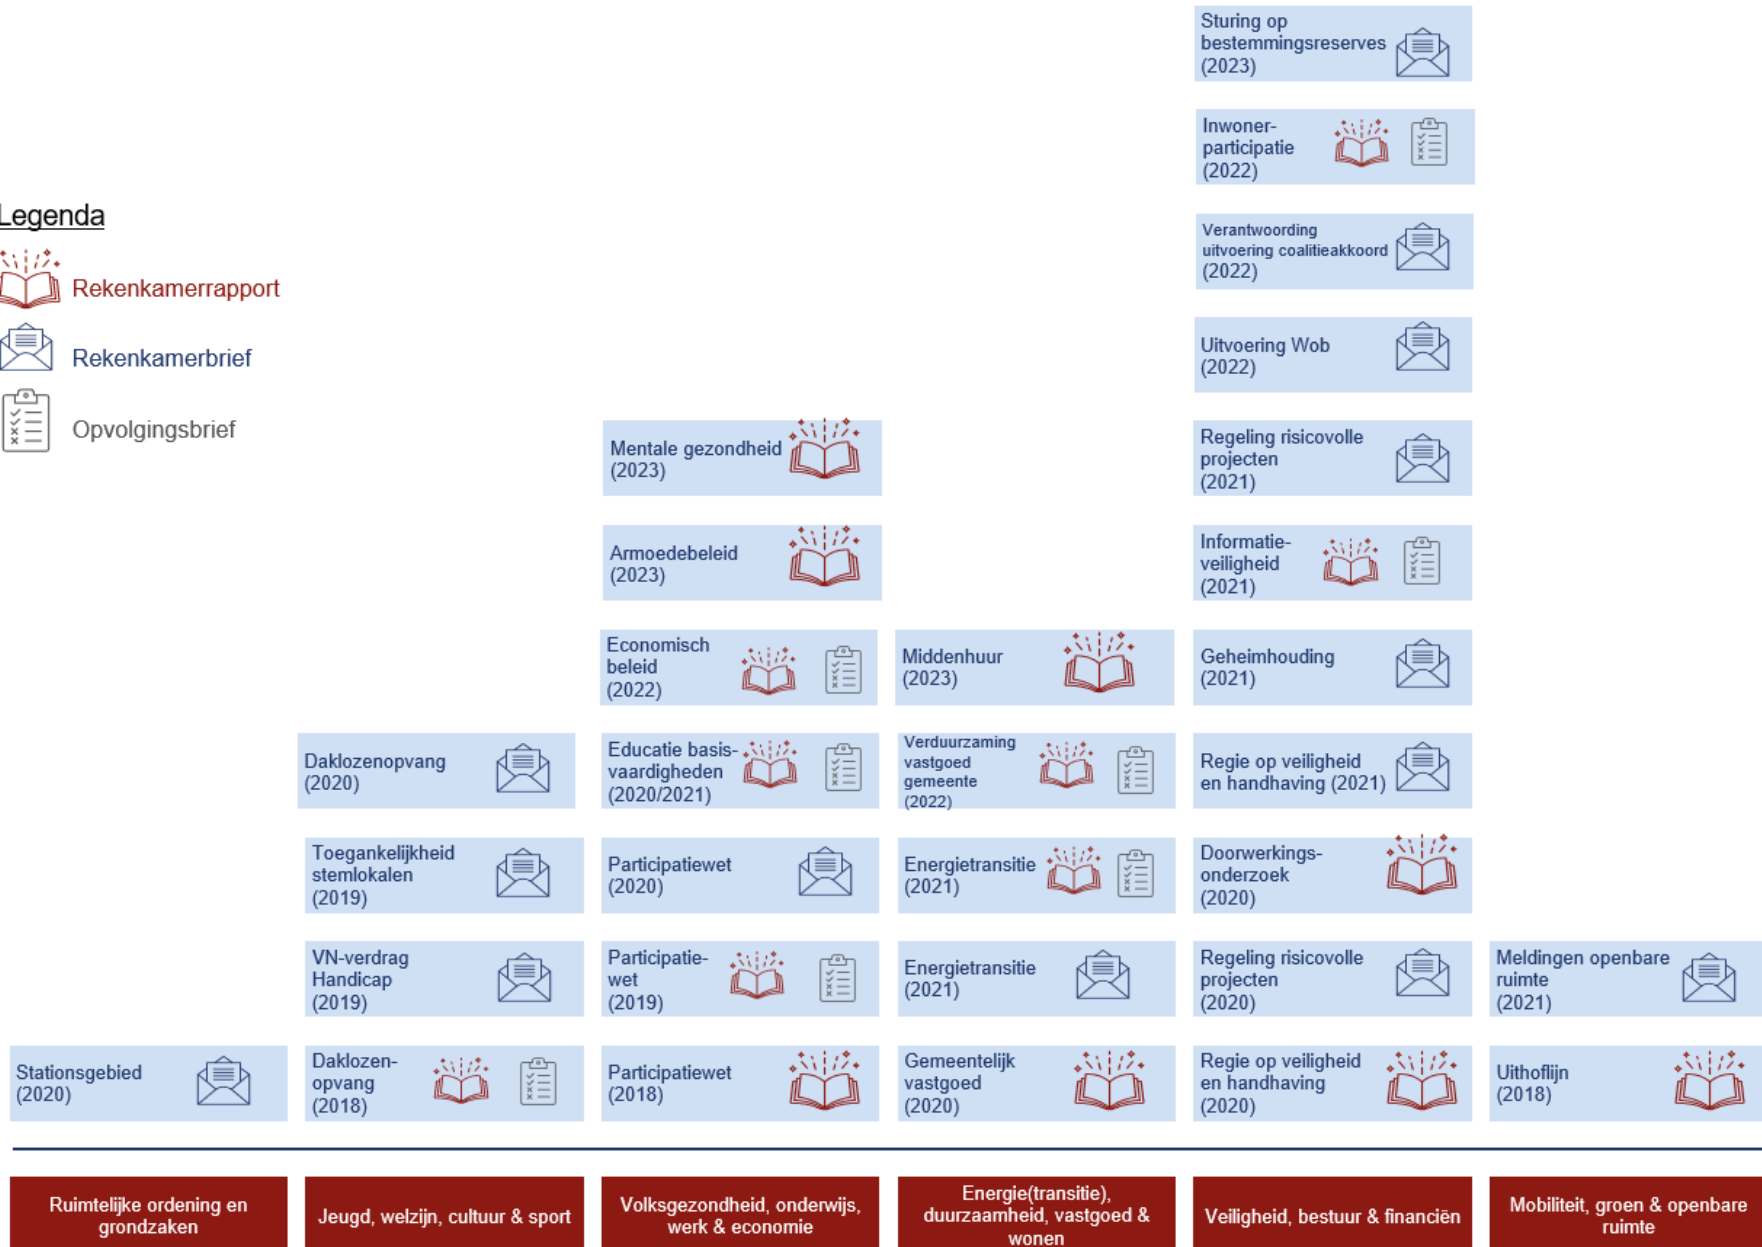 Legenda
Rekenkamerrapport
Rekenkamerbrief
Opvolgingsbrief
Stationsgebied
(2020)
Ruimtelijke ordening en
grondzaken
Daklozenopvang
(2020)
Toegankelijkheid
stemlokalen
(2019)
VN-verdrag
Handicap
(2019)
Daklozen-
opvang
(2018)
Jeugd, welzijn, cultuur & sport
Mentale gezondheid
(2023)
Armoedebeleid
(2023)
Economisch
beleid
(2022)
Educatie basis-
vaardigheden
(2020/2021)
Participatiewet
(2020)
Participatie-
wet
(2019)
Participatiewet
(2018)
Volksgezondheid, onderwijs,
werk & economie
Middenhuur
(2023)
Verduurzaming
vastgoed
gemeente
(2022)
Energietransitie
(2021)
Energietransitie
(2021)
Gemeentelijk
vastgoed
(2020)
Energie(transitie),
duurzaamheid, vastgoed &
wonen
Sturing op
bestemmingsreserves
(2023)
Inwoner-
participatie
(2022)
Verantwoording
uitvoering coalitieakkoord
(2022)
Uitvoering Wob
(2022)
Regeling risicovolle
projecten
(2021)
Informatie-
veiligheid
(2021)
Geheimhouding
(2021)
Regie op veiligheid
en handhaving (2021)
Doorwerkings-
onderzoek
(2020)
Regeling risicovolle
projecten
(2020)
Regie op veiligheid
en handhaving
(2020)
Veiligheid, bestuur & financiën
Meldingen openbare
ruimte
(2021)
Uithoflijn
(2018)
Mobiliteit, groen & openbare
ruimte